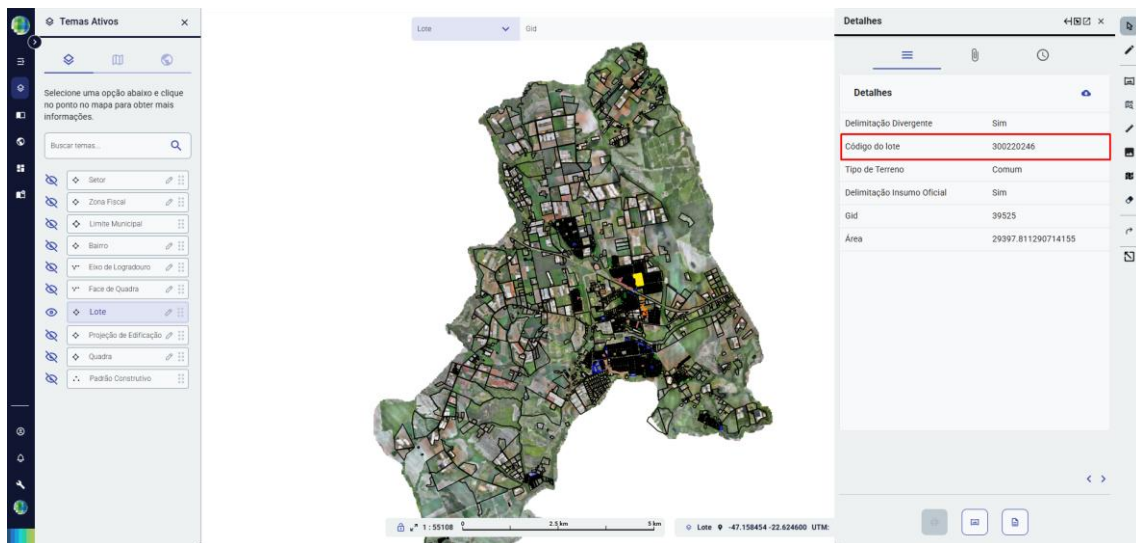 Temas Ativos
Selecione uma opção abaixo e clique
no ponto no mapa para obter mais
informações.
Buscar temas...
Setor
Zona Fiscal
Limite Municipal
Bairro
Eixo de Logradouro
Face de Quadra
Lote
Projeção de Edificação
Quadra
Padrão Construtivo
Lote Gid
1 : 55108 0 2.5 km 5 km Lote -47.158454 -22.624600 UTM:
Detalhes
Detalhes
Delimitação Divergente Sim
Código do lote 300220246
Tipo de Terreno Comum
Delimitação Insumo Oficial Sim
Gid 39525
Área 29397.811290714155